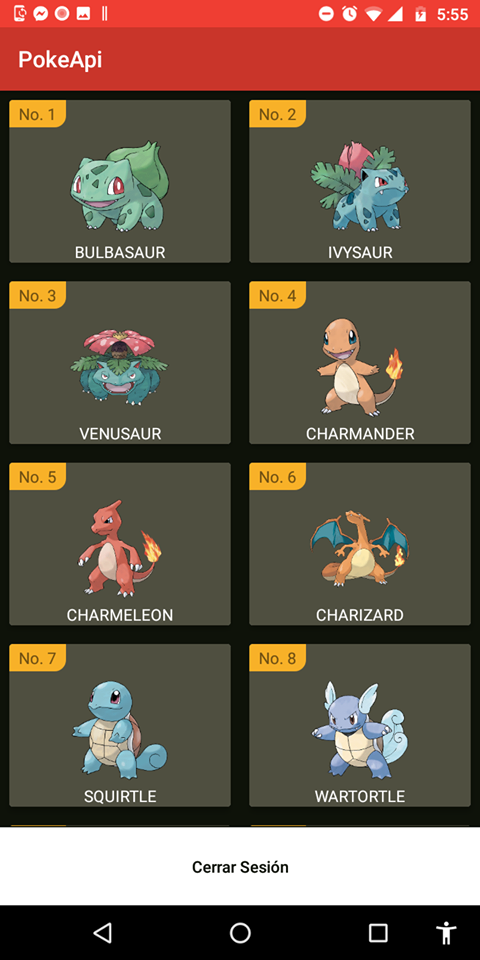 5:55
PokeApi
No. 1
BULBASAUR
No. 2
IVYSAUR
No. 3
VENUSAUR
No. 4
CHARMANDER
No. 5
CHARMELEON
No. 6
CHARIZARD
No. 7
SQUIRTLE
No. 8
WARTORTLE
Cerrar Sesión